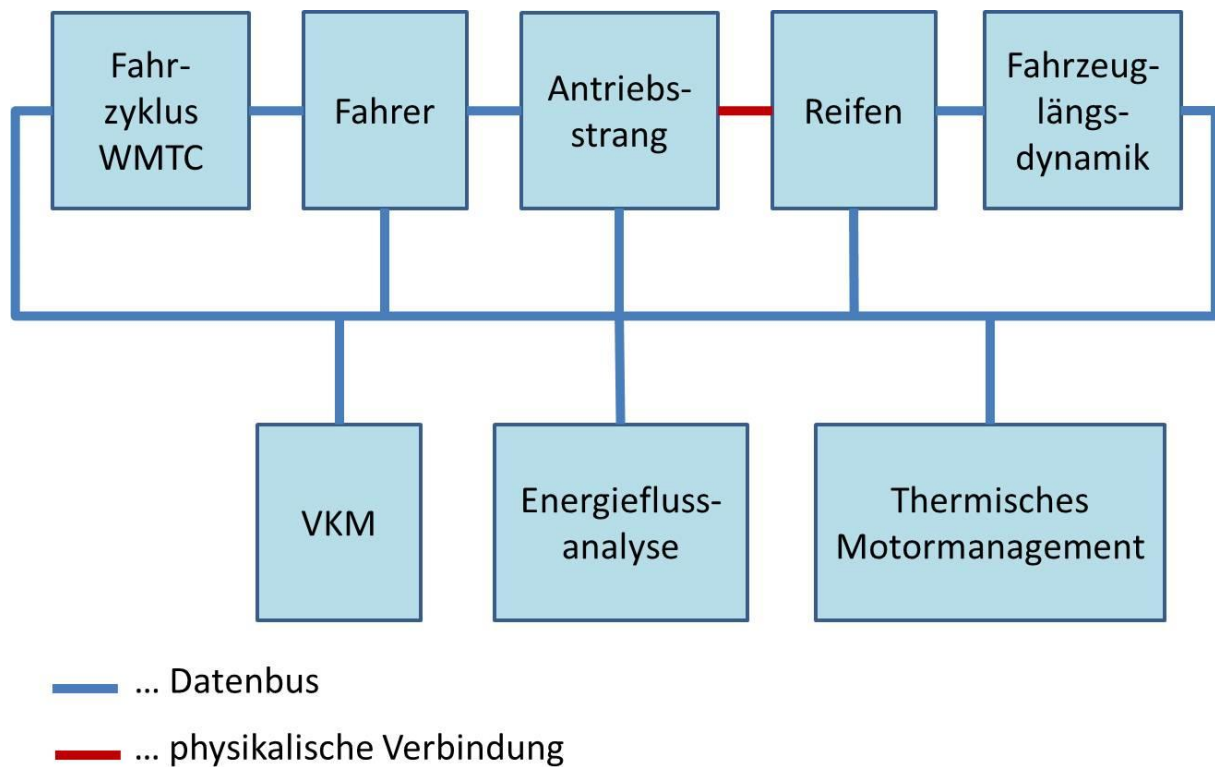 Fahr-
zyklus
WMTC
Fahrer
Antriebs-
strang
Reifen
Fahrzeug-
längs-
dynamik
VKM
Energiefluss-
analyse
Thermisches
Motormanagement
... Datenbus
... physikalische Verbindung